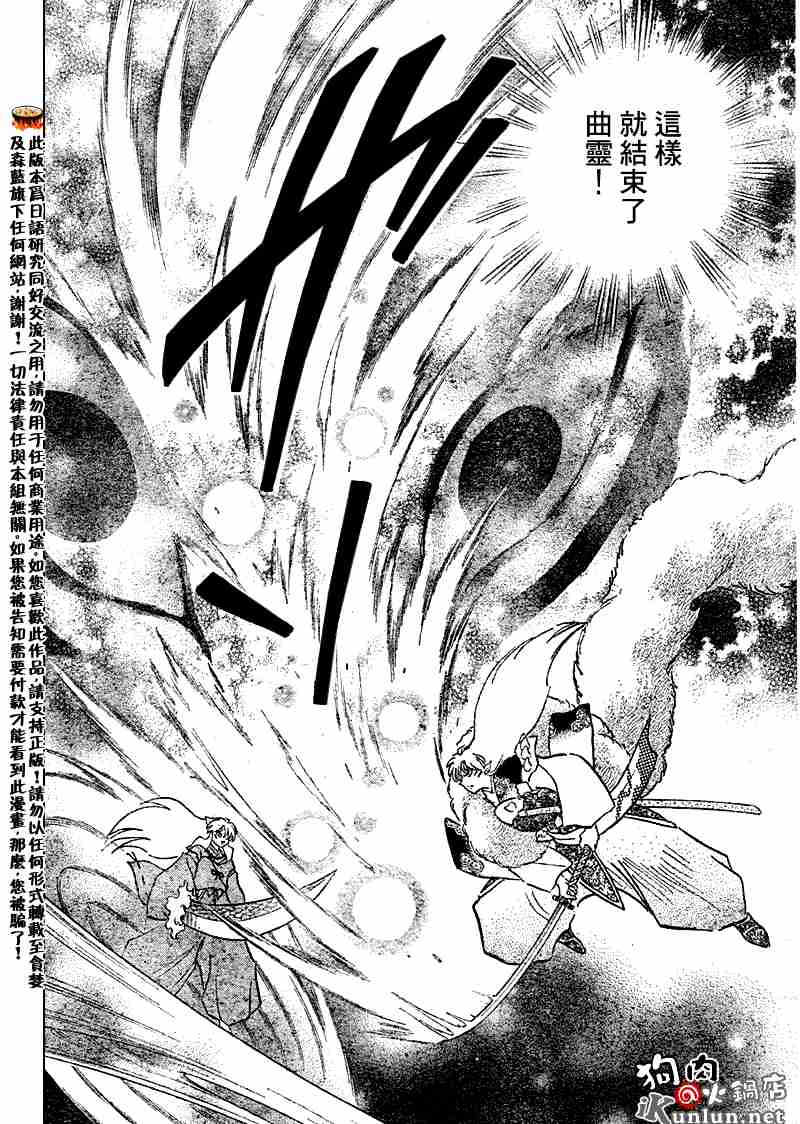 這樣
就結束了
曲靈！
此版本爲日語研究同好交流之用，請勿用于任何商業用途。如您喜歡此作品，請支持正版！請勿以任何形式轉載至貪婪
及森藍旗下任何網站，謝謝！一切法律責任與本組無關。如果您被告知需要付款才能看到此漫畫，那麼，您被騙了！
狗肉@火鍋店
iKunlun.net